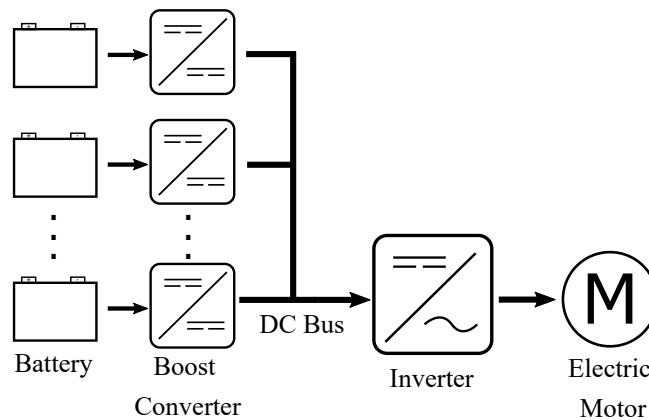 DC Bus
M
Battery
Boost
Converter
Inverter
Electric
Motor